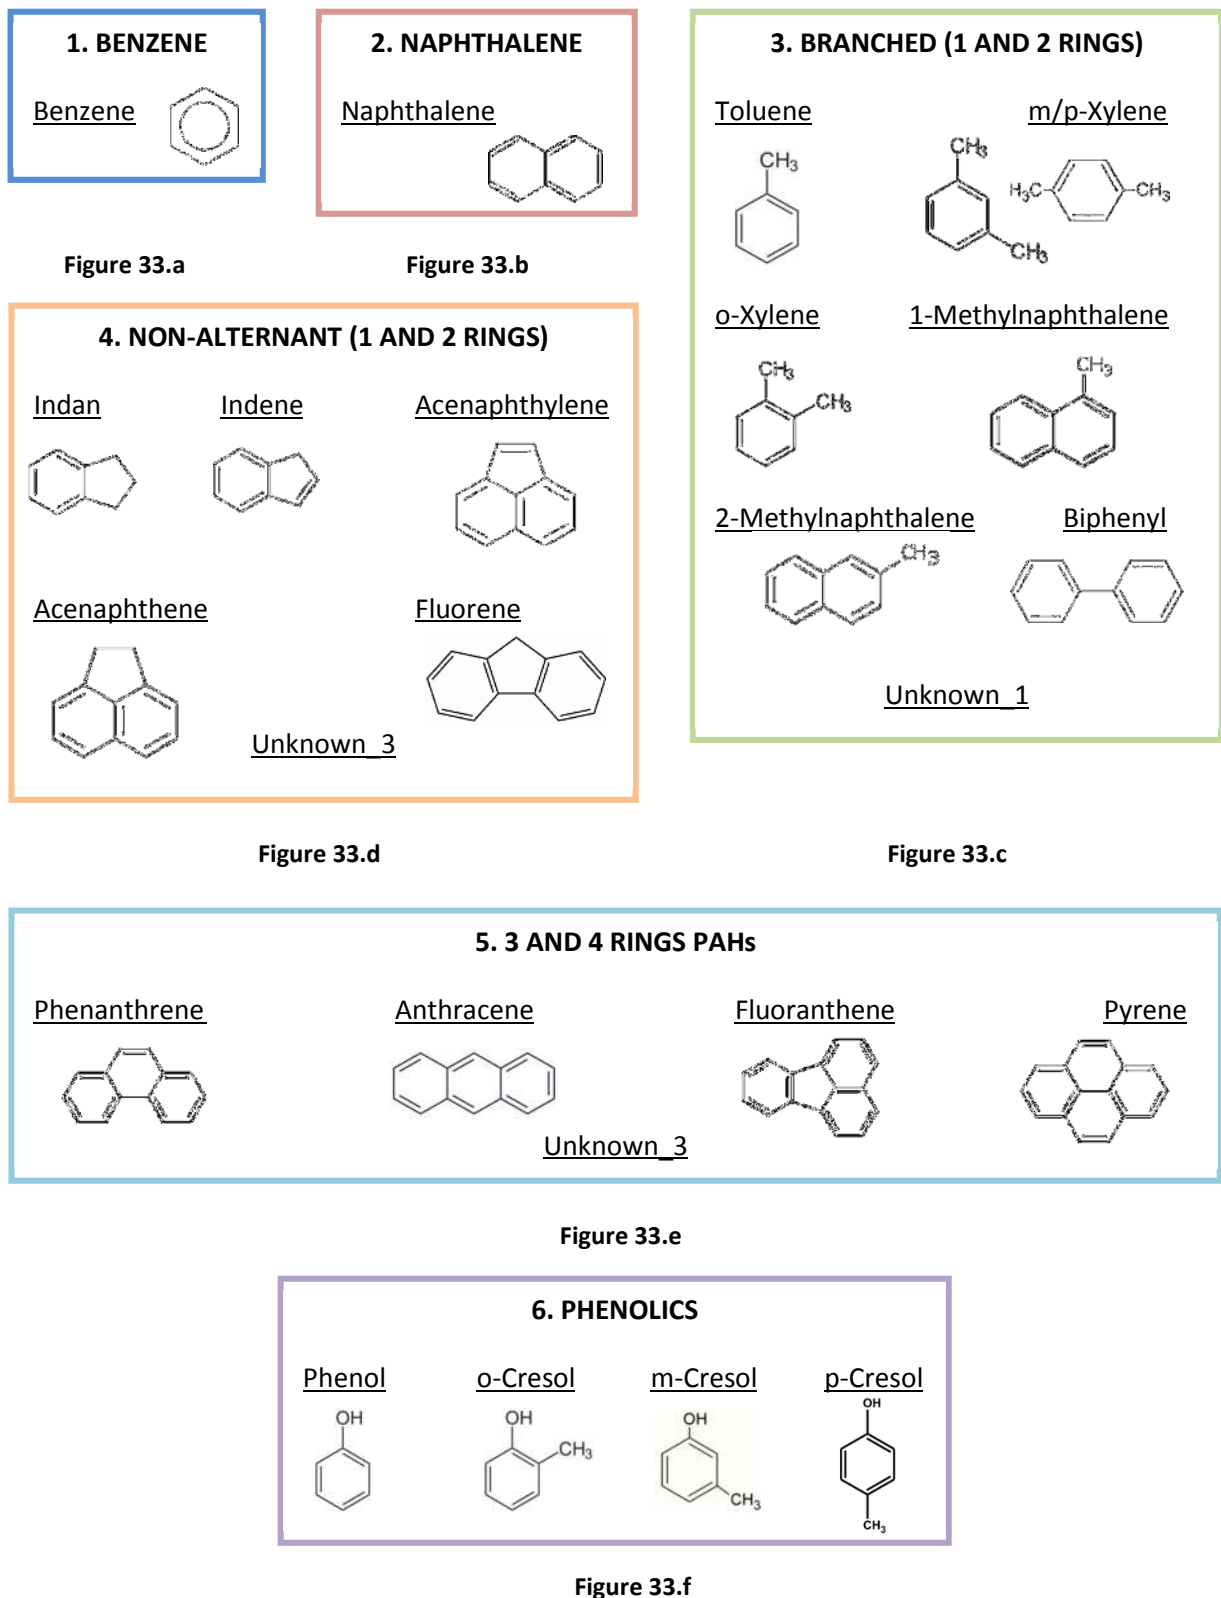 1. BENZENE
Benzene
Figure 33.a
2. NAPHTHALENE
Naphthalene
Figure 33.b
3. BRANCHED (1 AND 2 RINGS)
Toluene m/p-Xylene
CH₃
CH₃
H₃C CH₃
CH₃
o-Xylene 1-Methylnaphthalene
CH₃
CH₃
CH₃
2-Methylnaphthalene Biphenyl
CH₃
Unknown_1
Figure 33.c
4. NON-ALTERNANT (1 AND 2 RINGS)
Indan Indene Acenaphthylene
Acenaphthene Fluorene
Unknown_3
Figure 33.d
5. 3 AND 4 RINGS PAHs
Phenanthrene Anthracene Fluoranthene Pyrene
Unknown_3
Figure 33.e
6. PHENOLICS
Phenol o-Cresol m-Cresol p-Cresol
OH OH OH OH
CH₃
CH₃
CH₃
Figure 33.f